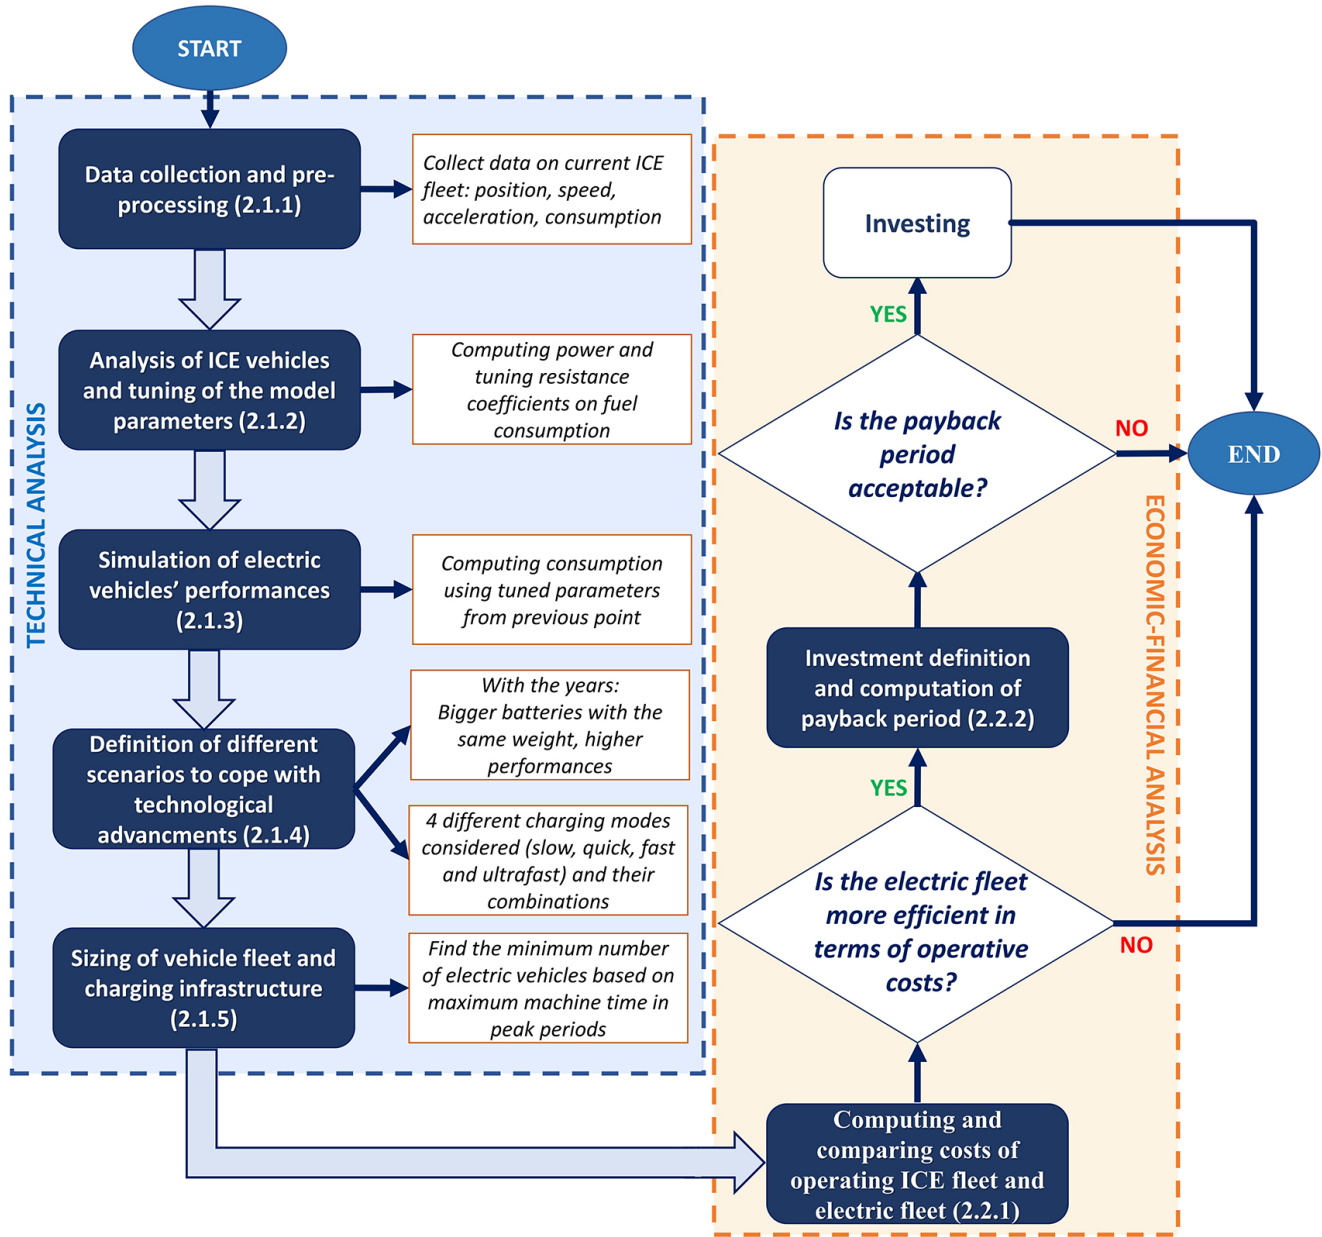 START
TECHNICAL ANALYSIS
Data collection and pre-
processing (2.1.1)
Collect data on current ICE
fleet: position, speed,
acceleration, consumption
Analysis of ICE vehicles
and tuning of the model
parameters (2.1.2)
Computing power and
tuning resistance
coefficients on fuel
consumption
Simulation of electric
vehicles’ performances
(2.1.3)
Computing consumption
using tuned parameters
from previous point
Definition of different
scenarios to cope with
technological
advancments (2.1.4)
With the years:
Bigger batteries with the
same weight, higher
performances
4 different charging modes
considered (slow, quick, fast
and ultrafast) and their
combinations
Sizing of vehicle fleet and
charging infrastructure
(2.1.5)
Find the minimum number
of electric vehicles based on
maximum machine time in
peak periods
ECONOMIC-FINANCIAL ANALYSIS
Computing and
comparing costs of
operating ICE fleet and
electric fleet (2.2.1)
Is the electric fleet
more efficient in
terms of operative
costs?
NO
YES
Investment definition
and computation of
payback period (2.2.2)
Is the payback
period
acceptable?
NO
YES
Investing
END